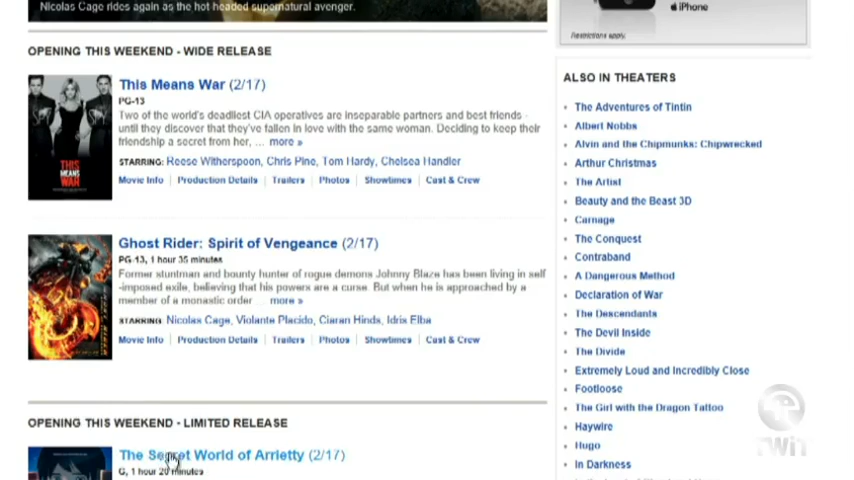 Nicolas Cage rides again as the hot-headed supernatural avenger.
OPENING THIS WEEKEND - WIDE RELEASE
This Means War (2/17)
PG-13
Two of the world's deadliest CIA operatives are inseparable partners and best friends -
until they discover that they've fallen in love with the same woman. Deciding to keep their
friendship a secret from her, ... more »
STARRING: Reese Witherspoon, Chris Pine, Tom Hardy, Chelsea Handler
Movie Info | Production Details | Trailers | Photos | Showtimes | Cast & Crew
THIS
MEANS
WAR
Ghost Rider: Spirit of Vengeance (2/17)
PG-13, 1 hour 35 minutes
Former stuntman and bounty hunter of rogue demons Johnny Blaze has been living in self
-imposed exile, believing that his powers are a curse. But when he is approached by a
member of a monastic order ... more »
STARRING: Nicolas Cage, Violante Placido, Ciaran Hinds, Idris Elba
Movie Info | Production Details | Trailers | Photos | Showtimes | Cast & Crew
OPENING THIS WEEKEND - LIMITED RELEASE
The Secret World of Arrietty (2/17)
G, 1 hour 20 minutes
iPhone
Restrictions apply.
ALSO IN THEATERS
The Adventures of Tintin
Albert Nobbs
Alvin and the Chipmunks: Chipwrecked
Arthur Christmas
The Artist
Beauty and the Beast 3D
Carnage
The Conquest
Contraband
A Dangerous Method
Declaration of War
The Descendants
The Devil Inside
The Divide
Extremely Loud and Incredibly Close
Footloose
The Girl with the Dragon Tattoo
Haywire
Hugo
In Darkness
TWiT